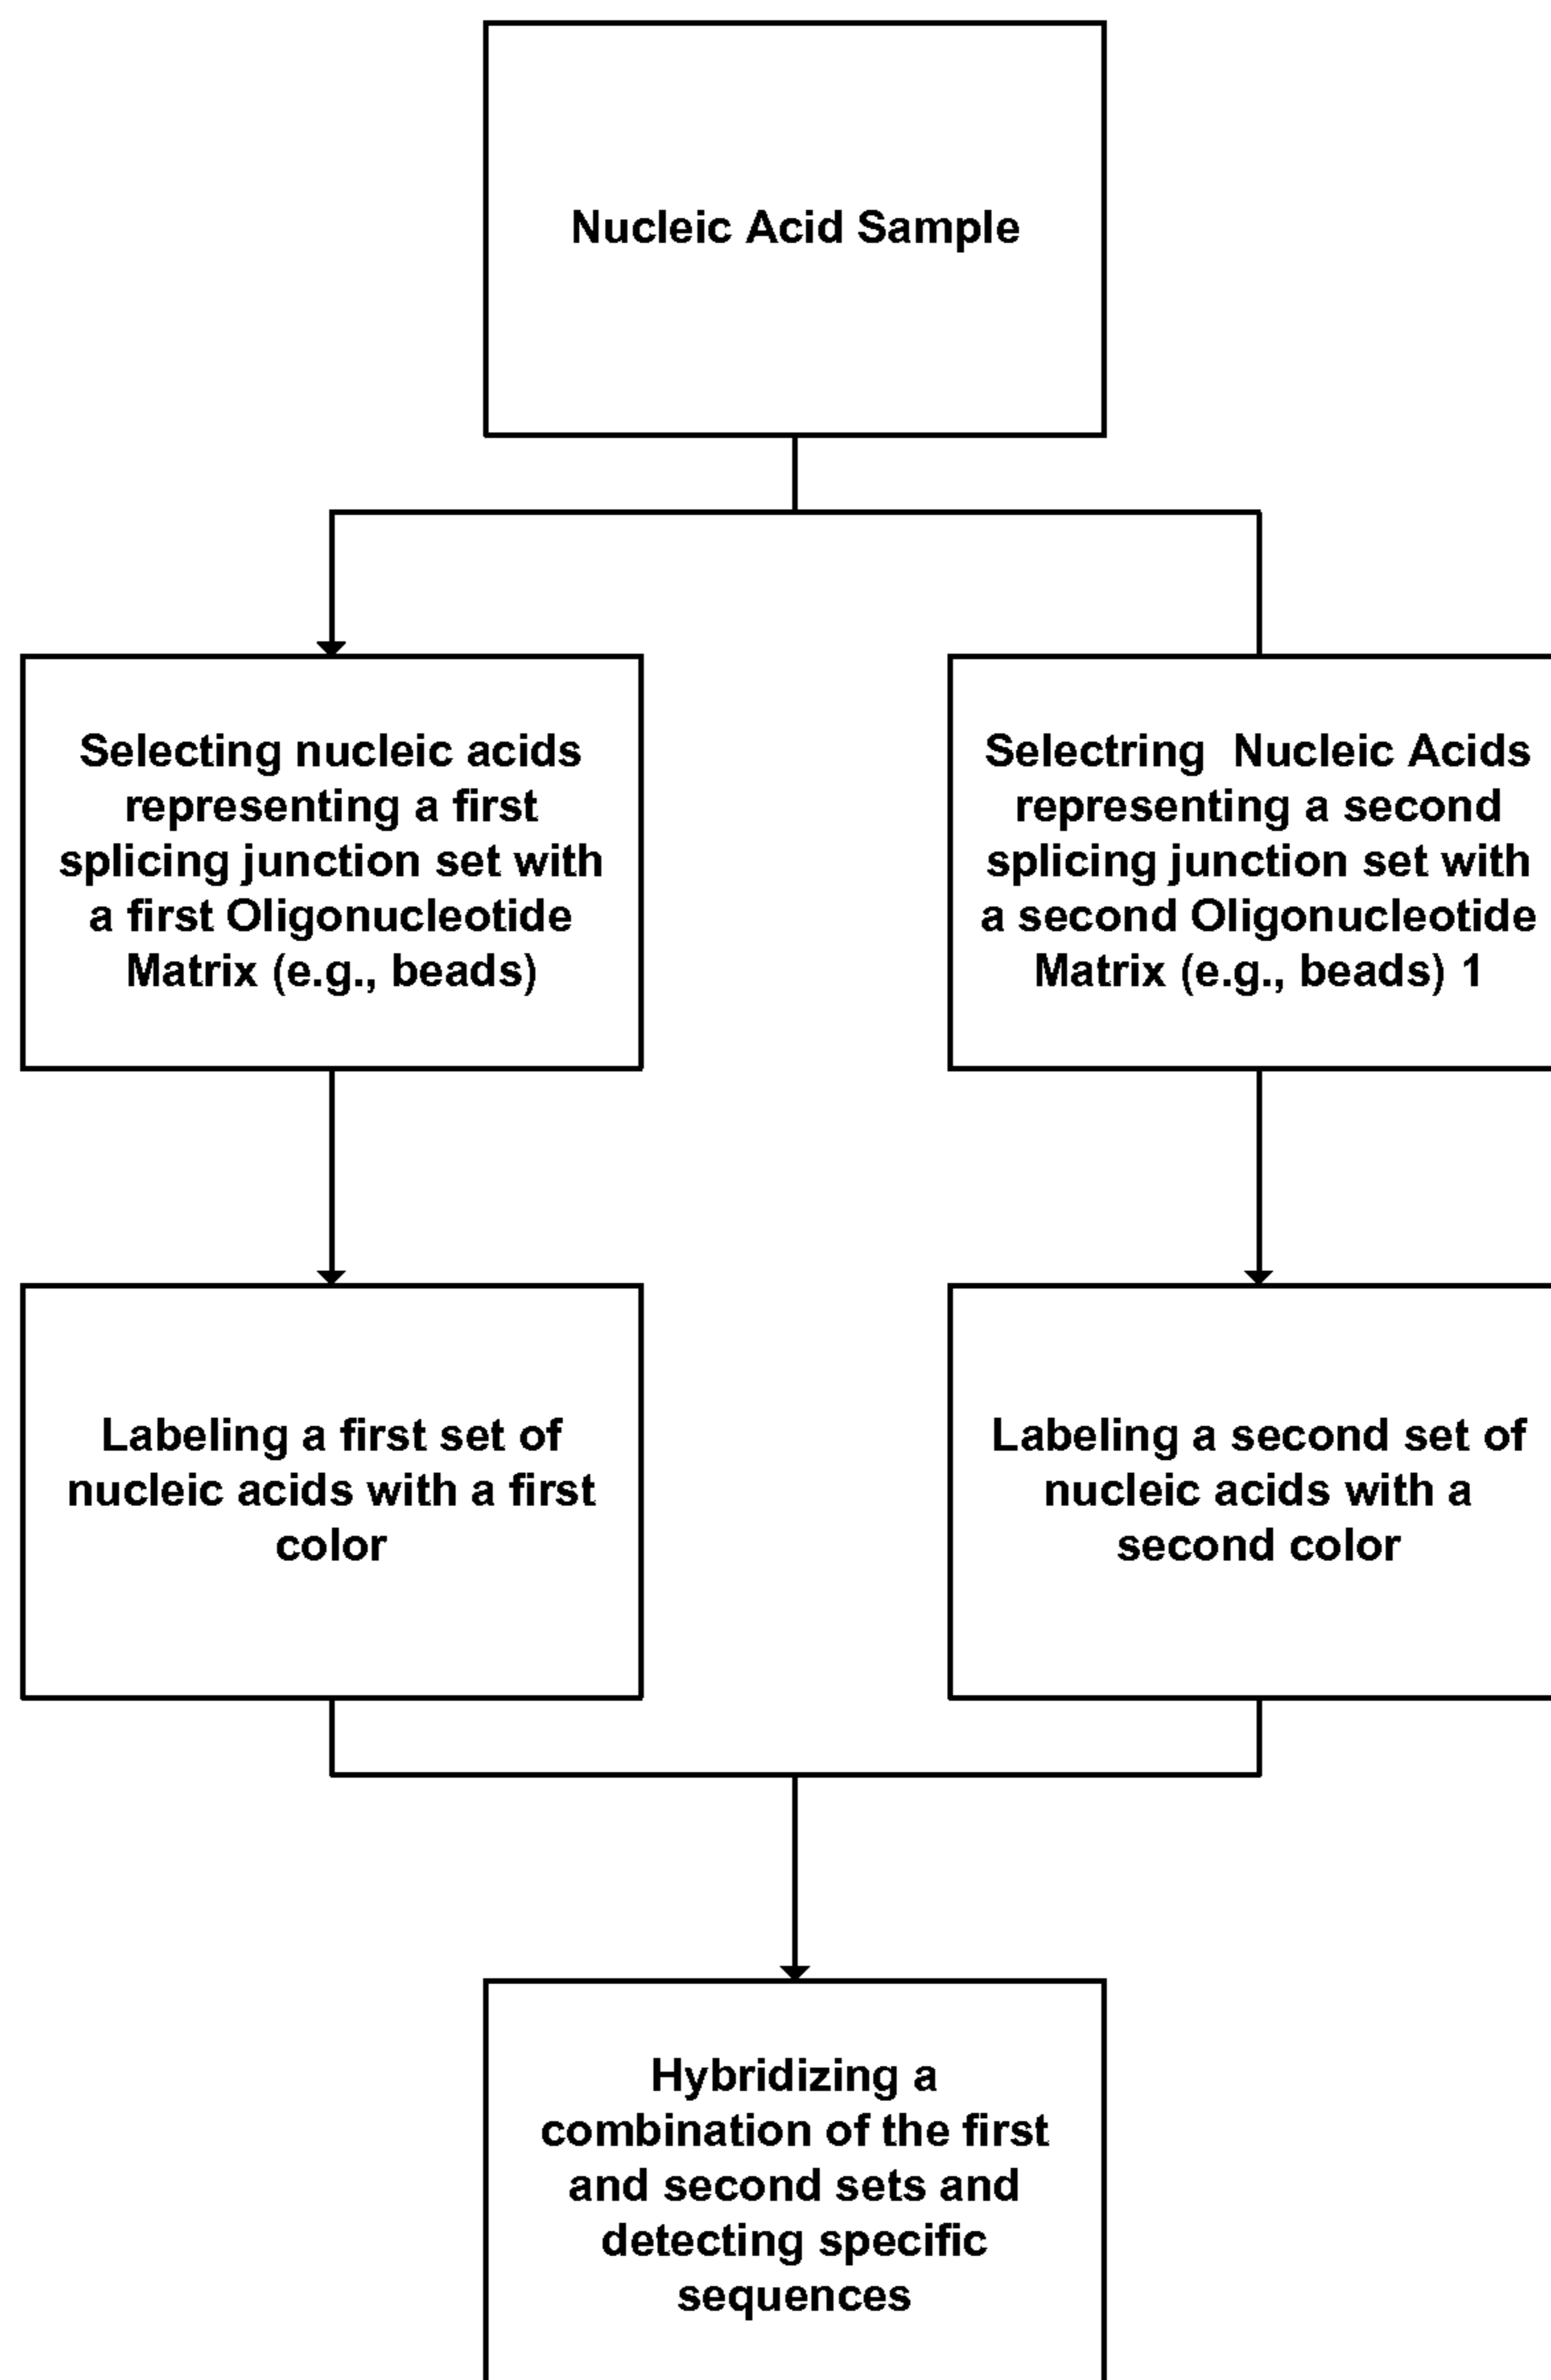 Nucleic Acid Sample
Selecting nucleic acids
representing a first
splicing junction set with
a first Oligonucleotide
Matrix (e.g., beads)
Selectring  Nucleic Acids
representing a second
splicing junction set with
a second Oligonucleotide
Matrix (e.g., beads) 1
Labeling a first set of
nucleic acids with a first
color
Labeling a second set of
nucleic acids with a
second color
Hybridizing a
combination of the first
and second sets and
detecting specific
sequences